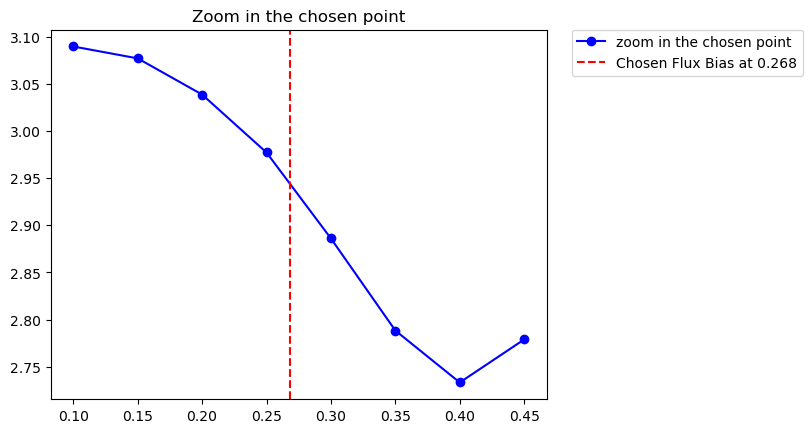 Zoom in the chosen point
3.10
3.05
3.00
2.95
2.90
2.85
2.80
2.75
0.10 0.15 0.20 0.25 0.30 0.35 0.40 0.45
zoom in the chosen point
Chosen Flux Bias at 0.268